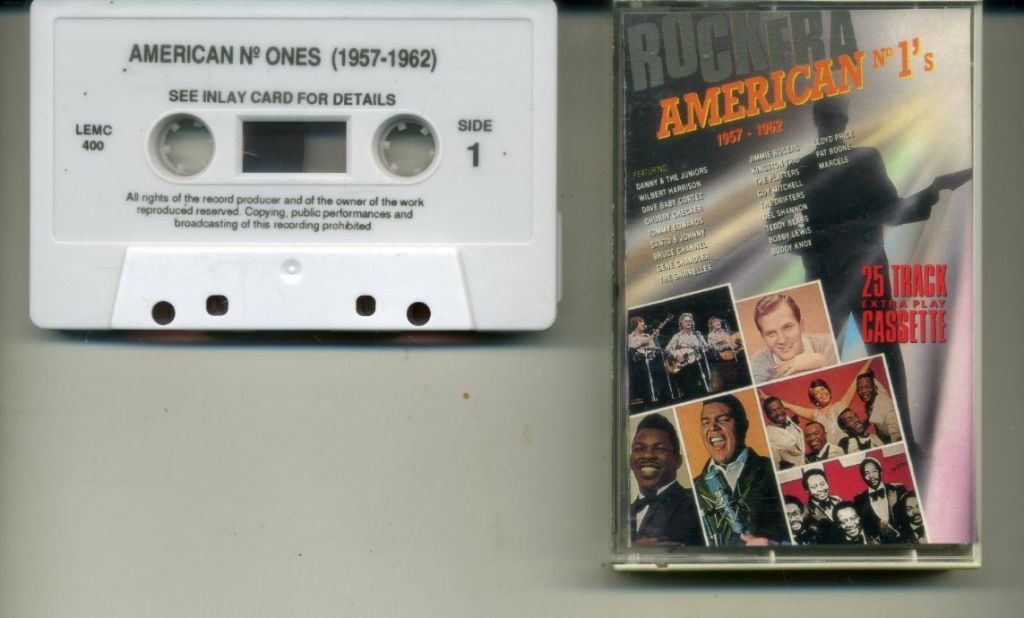 AMERICAN Nº ONES (1957-1962)
SEE INLAY CARD FOR DETAILS
LEMC
400
SIDE
1
All rights of the record producer and of the owner of the work
reproduced reserved. Copying, public performances and
broadcasting of this recording prohibited.
ROCK ERA
AMERICAN Nº 1's
1957 - 1962
FEATURING
DANNY & THE JUNIORS
WILBERT HARRISON
DAVE BABY CORTEZ
CHUBBY CHECKER
TOMMY EDWARDS
SANTO & JOHNNY
BRUCE CHANNEL
GENE CHANDLER
THE SHIRRELLES
JIMMIE RODGERS
KINGSTON TRIO
THE PLATTERS
GUY MITCHELL
THE DRIFTERS
DEL SHANNON
TEDDY BEARS
BOBBY LEWIS
BUDDY KNOX
LLOYD PRICE
PAT BOONE
MARCELS
25 TRACK
EXTRA PLAY
CASSETTE